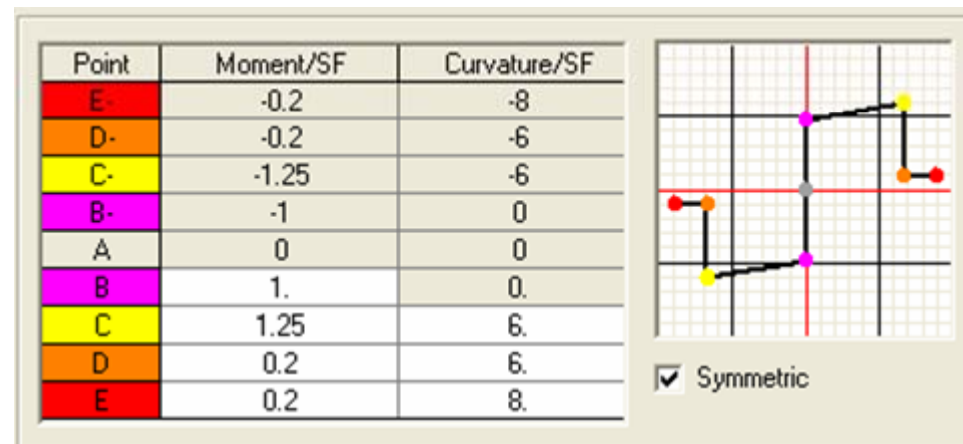 Point Moment/SF Curvature/SF
E- -0.2 -8
D- -0.2 -6
C- -1.25 -6
B- -1 0
A 0 0
B 1. 0.
C 1.25 6.
D 0.2 6.
E 0.2 8.
Symmetric